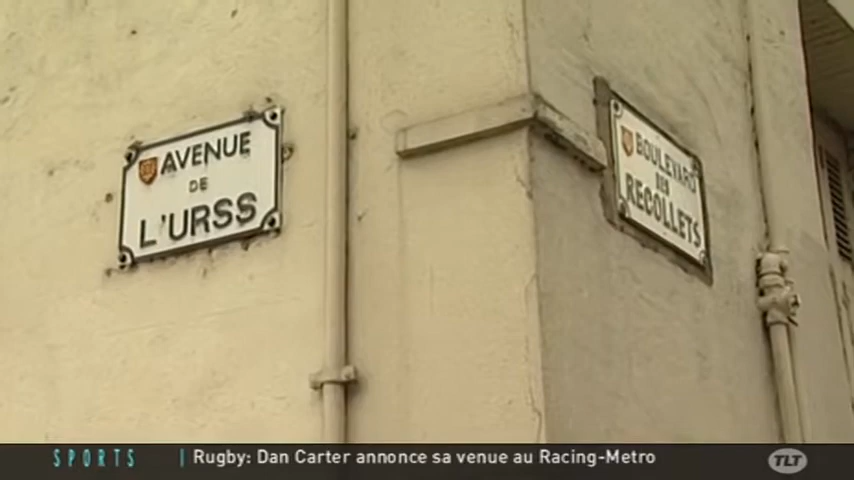 AVENUE
DE
L'URSS
BOULEVARD
DES
RECOLLETS
SPORTS
Rugby: Dan Carter annonce sa venue au Racing-Metro
TLT